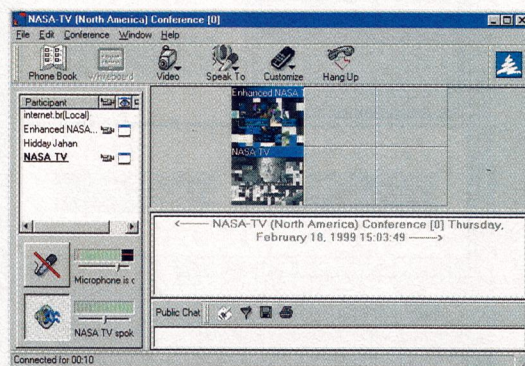 NASA-TV (North America) Conference [0]
File Edit Conference Window Help
Phone Book Whiteboard Video Speak To Customize Hang Up
Participant
internet.br(Local)
Enhanced NASA...
Hidday Jahan
NASA TV
Enhanced NASA T
NASA TV
<—— NASA-TV (North America) Conference [0] Thursday,
February 18, 1999 15:03:49 ——>
Microphone is c
Public Chat
NASA TV spok
Connected for 00:10